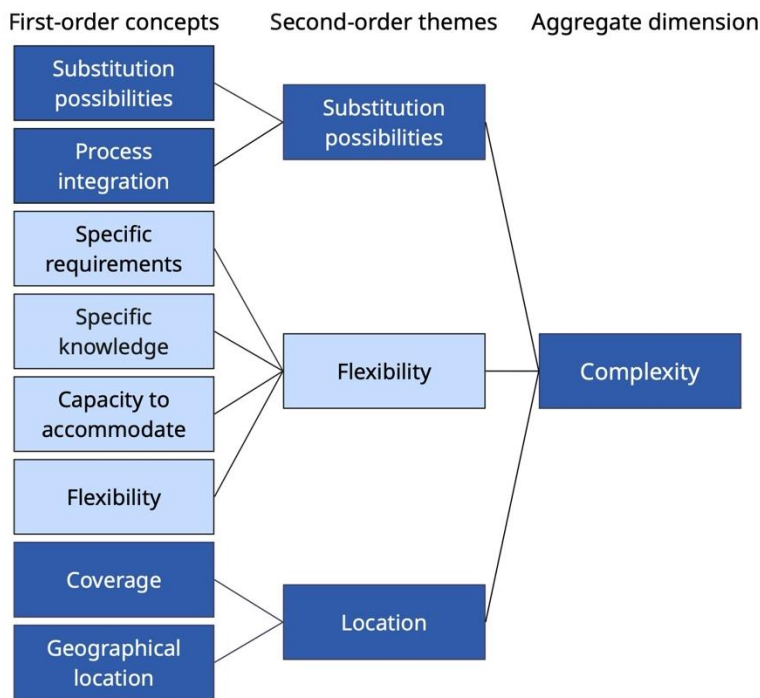 First-order concepts
Second-order themes
Aggregate dimension
Substitution
possibilities
Process
integration
Specific
requirements
Specific
knowledge
Capacity to
accommodate
Flexibility
Coverage
Geographical
location
Substitution
possibilities
Flexibility
Location
Complexity